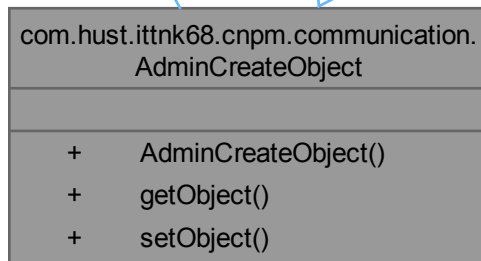 com.hust.ittnk68.cnpm.communication.
AdminCreateObject
+ AdminCreateObject()
+ getObject()
+ setObject()